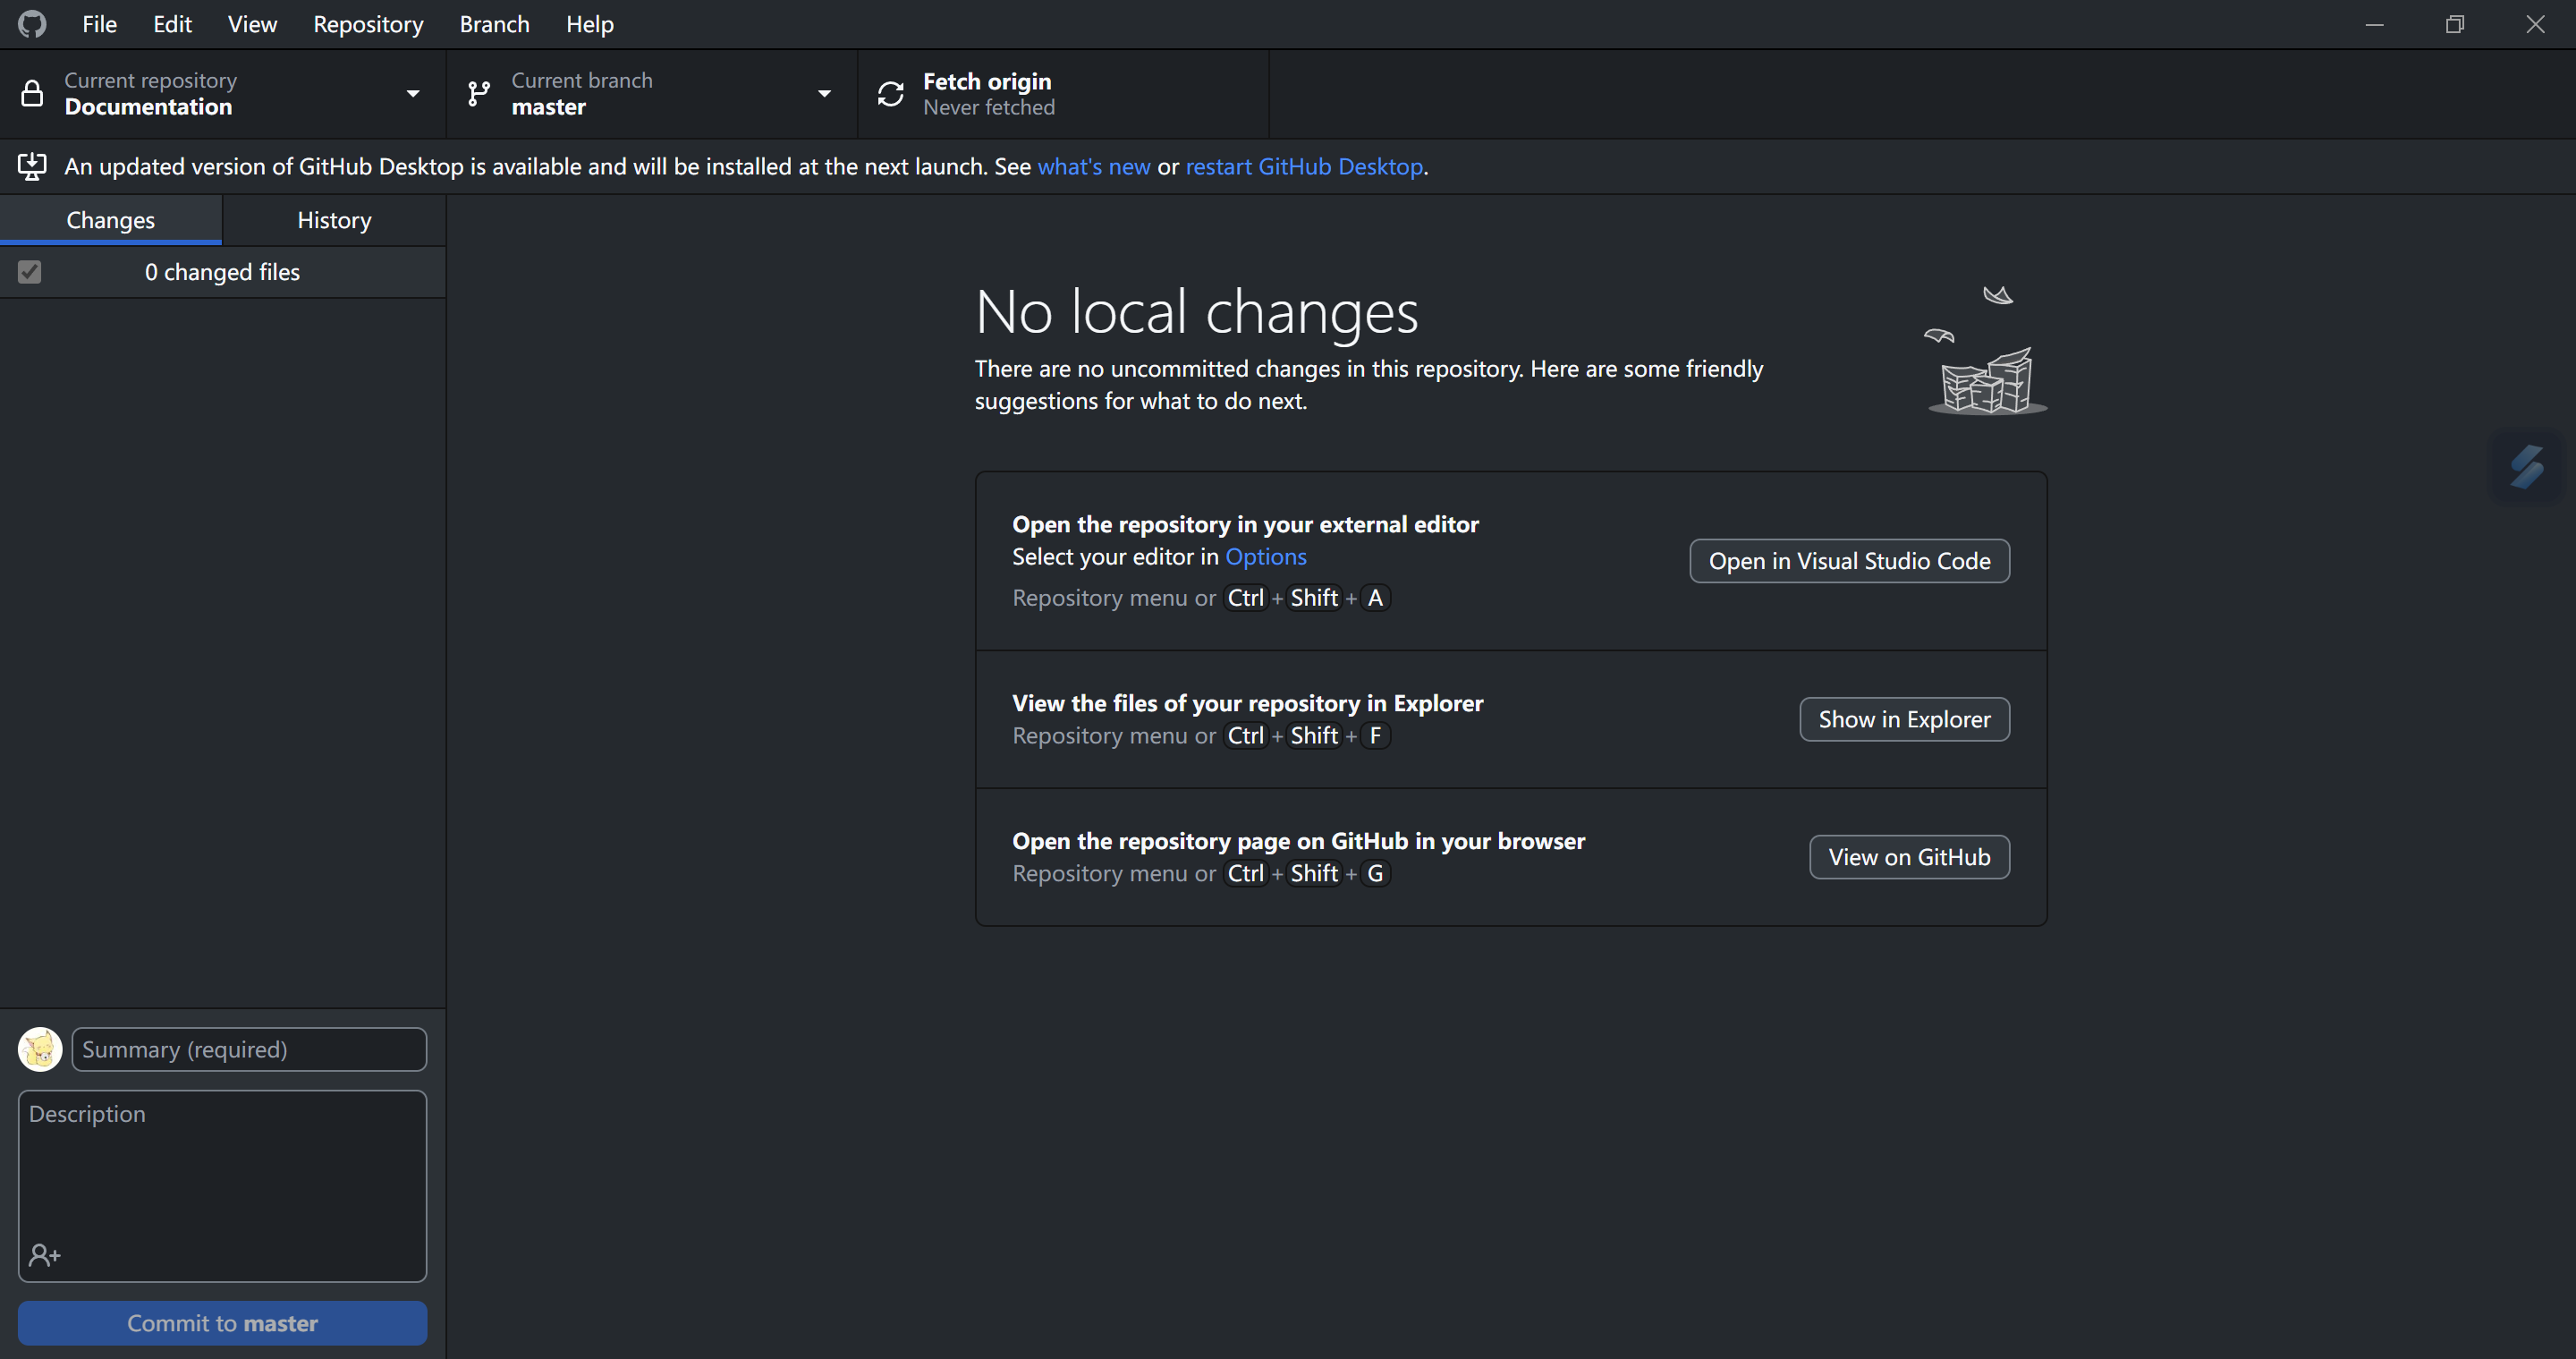 File Edit View Repository Branch Help
Current repository
Documentation
Current branch
master
Fetch origin
Never fetched
An updated version of GitHub Desktop is available and will be installed at the next launch. See what's new or restart GitHub Desktop.
Changes
History
0 changed files
No local changes
There are no uncommitted changes in this repository. Here are some friendly
suggestions for what to do next.
Open the repository in your external editor
Select your editor in Options
Repository menu or Ctrl + Shift + A
Open in Visual Studio Code
View the files of your repository in Explorer
Repository menu or Ctrl + Shift + F
Show in Explorer
Open the repository page on GitHub in your browser
Repository menu or Ctrl + Shift + G
View on GitHub
Summary (required)
Description
Commit to master